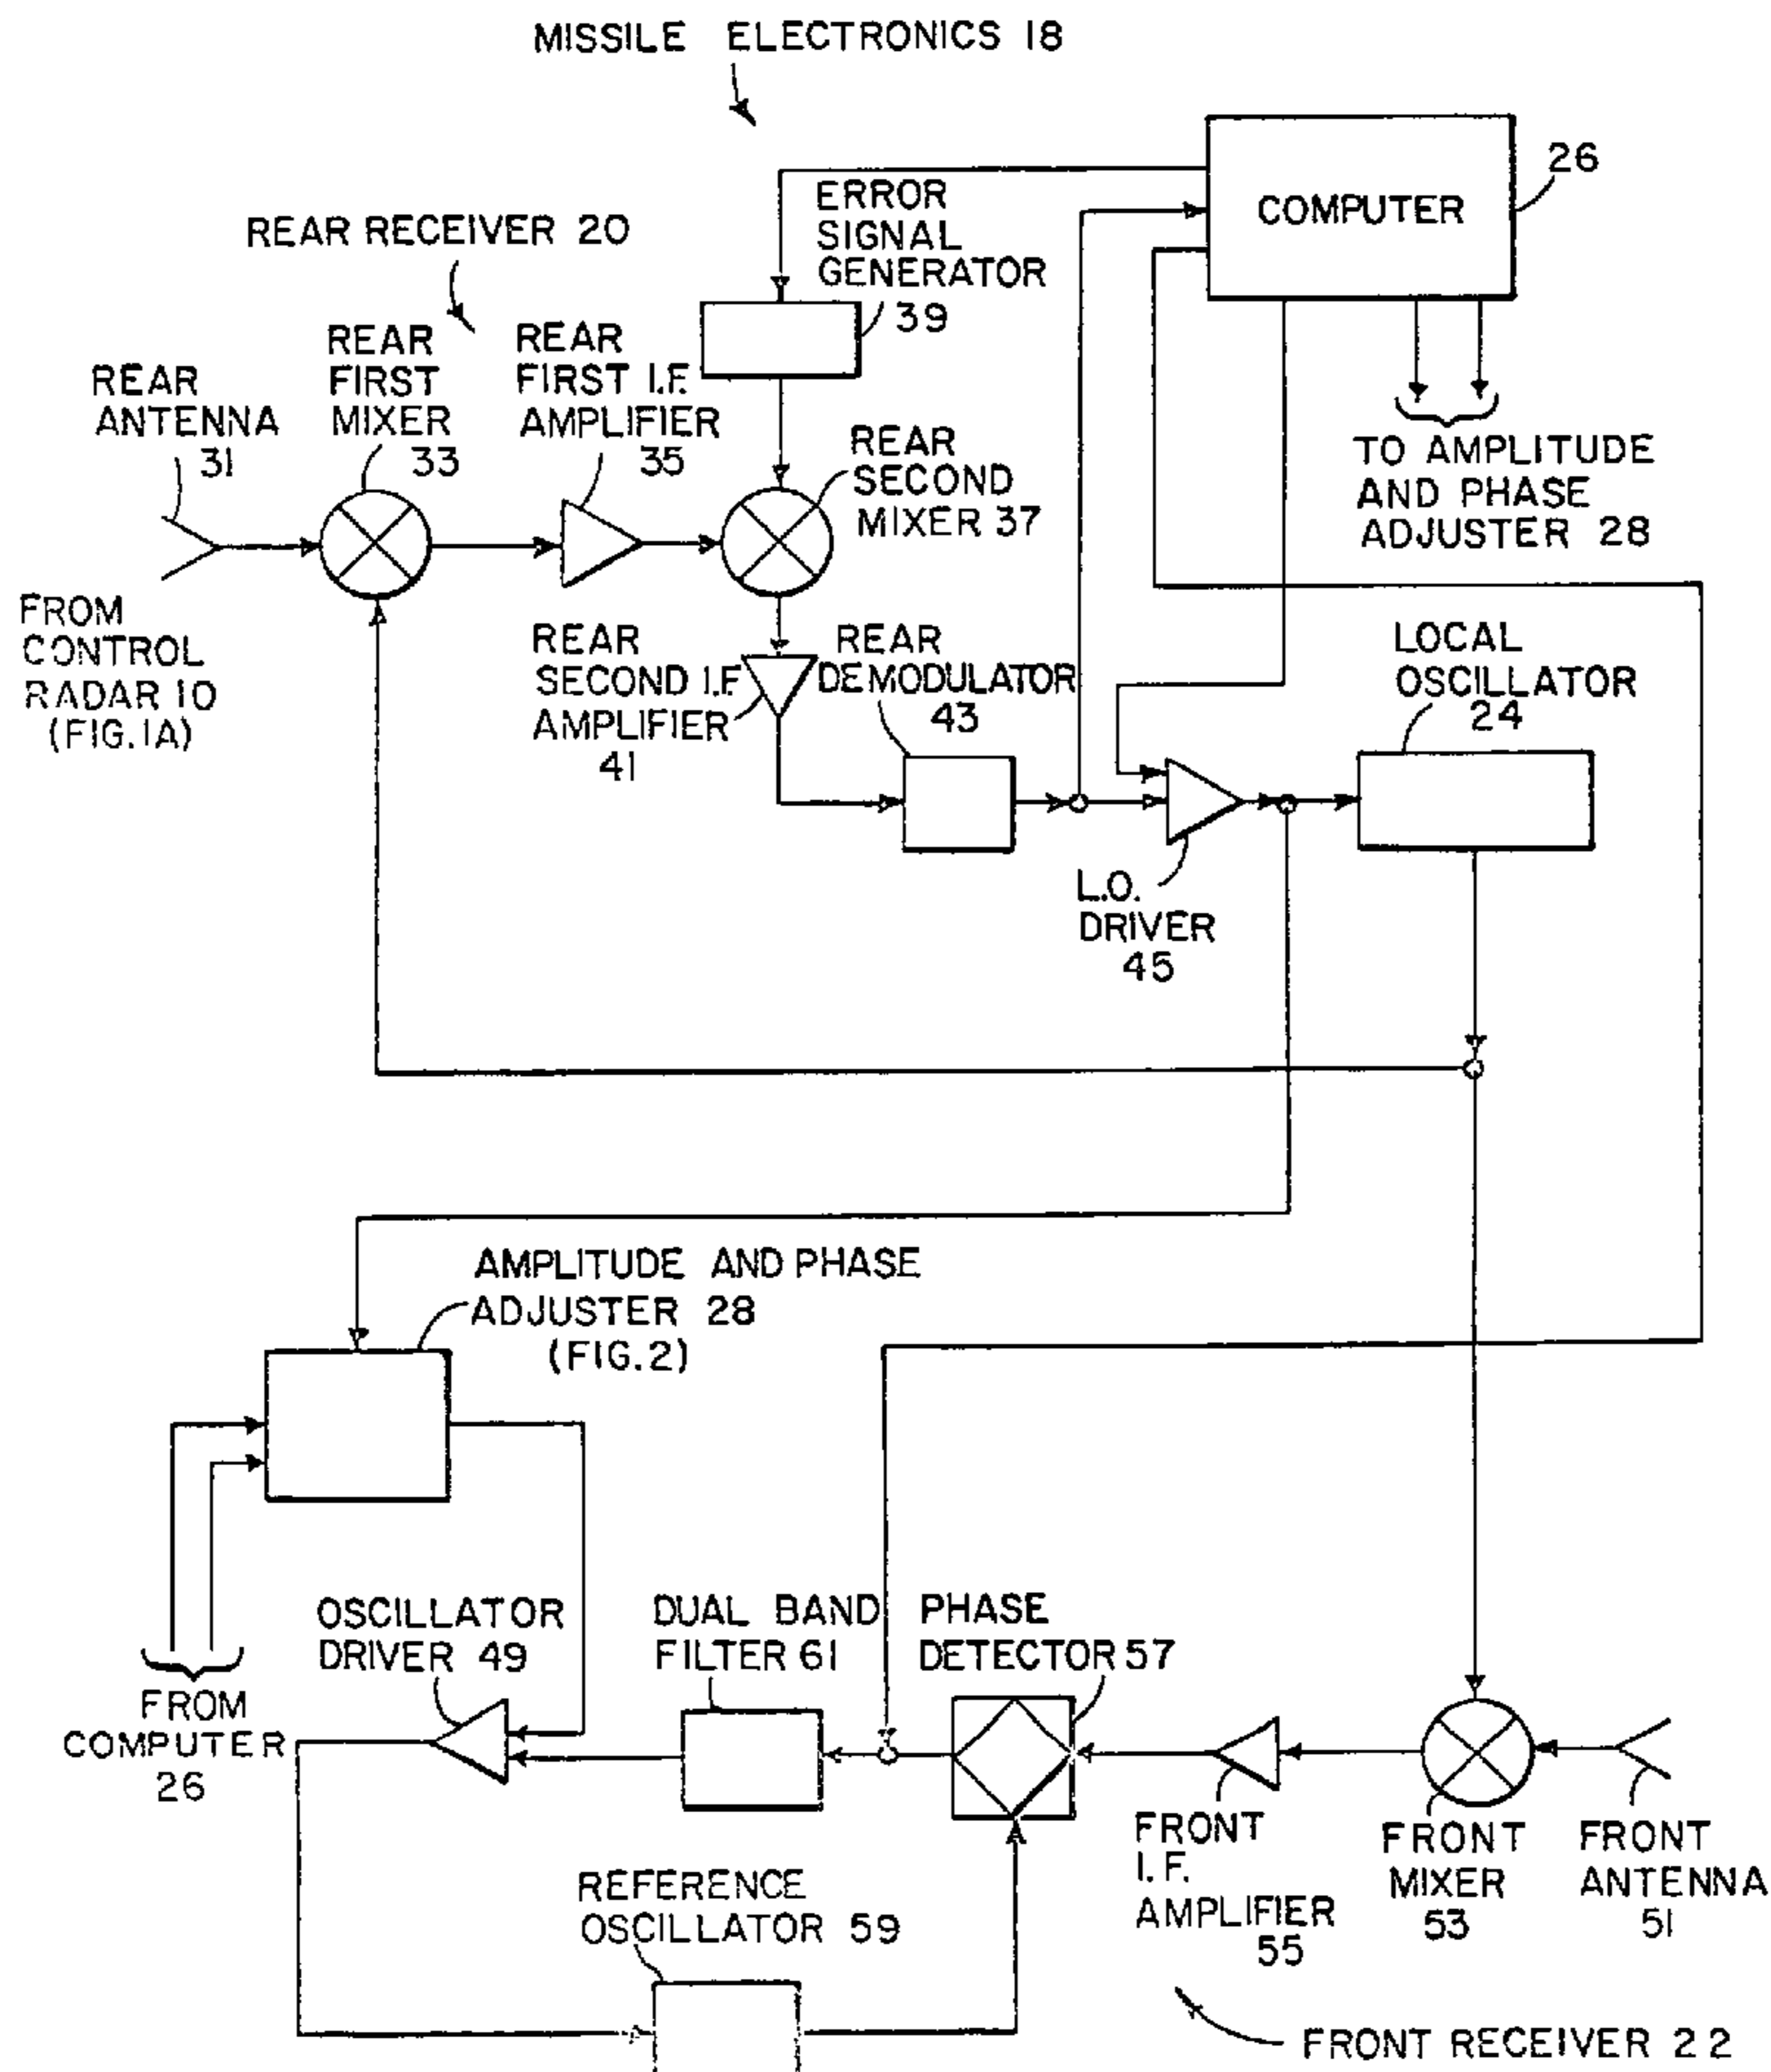 MISSILE ELECTRONICS 18
COMPUTER
26
ERROR
SIGNAL
GENERATOR
39
REAR RECEIVER 20
REAR
ANTENNA
31
REAR
FIRST
MIXER
33
REAR
FIRST I.F.
AMPLIFIER
35
REAR
SECOND
MIXER 37
TO AMPLITUDE
AND PHASE
ADJUSTER 28
FROM
CONTROL
RADAR 10
(FIG.1A)
REAR
SECOND I.F
AMPLIFIER
41
REAR
DEMODULATOR
43
LOCAL
OSCILLATOR
24
L.O.
DRIVER
45
AMPLITUDE AND PHASE
ADJUSTER 28
(FIG.2)
FROM
COMPUTER
26
OSCILLATOR
DRIVER 49
DUAL BAND
FILTER 61
PHASE
DETECTOR 57
FRONT
I.F.
AMPLIFIER
55
FRONT
MIXER
53
FRONT
ANTENNA
51
REFERENCE
OSCILLATOR 59
FRONT RECEIVER 22